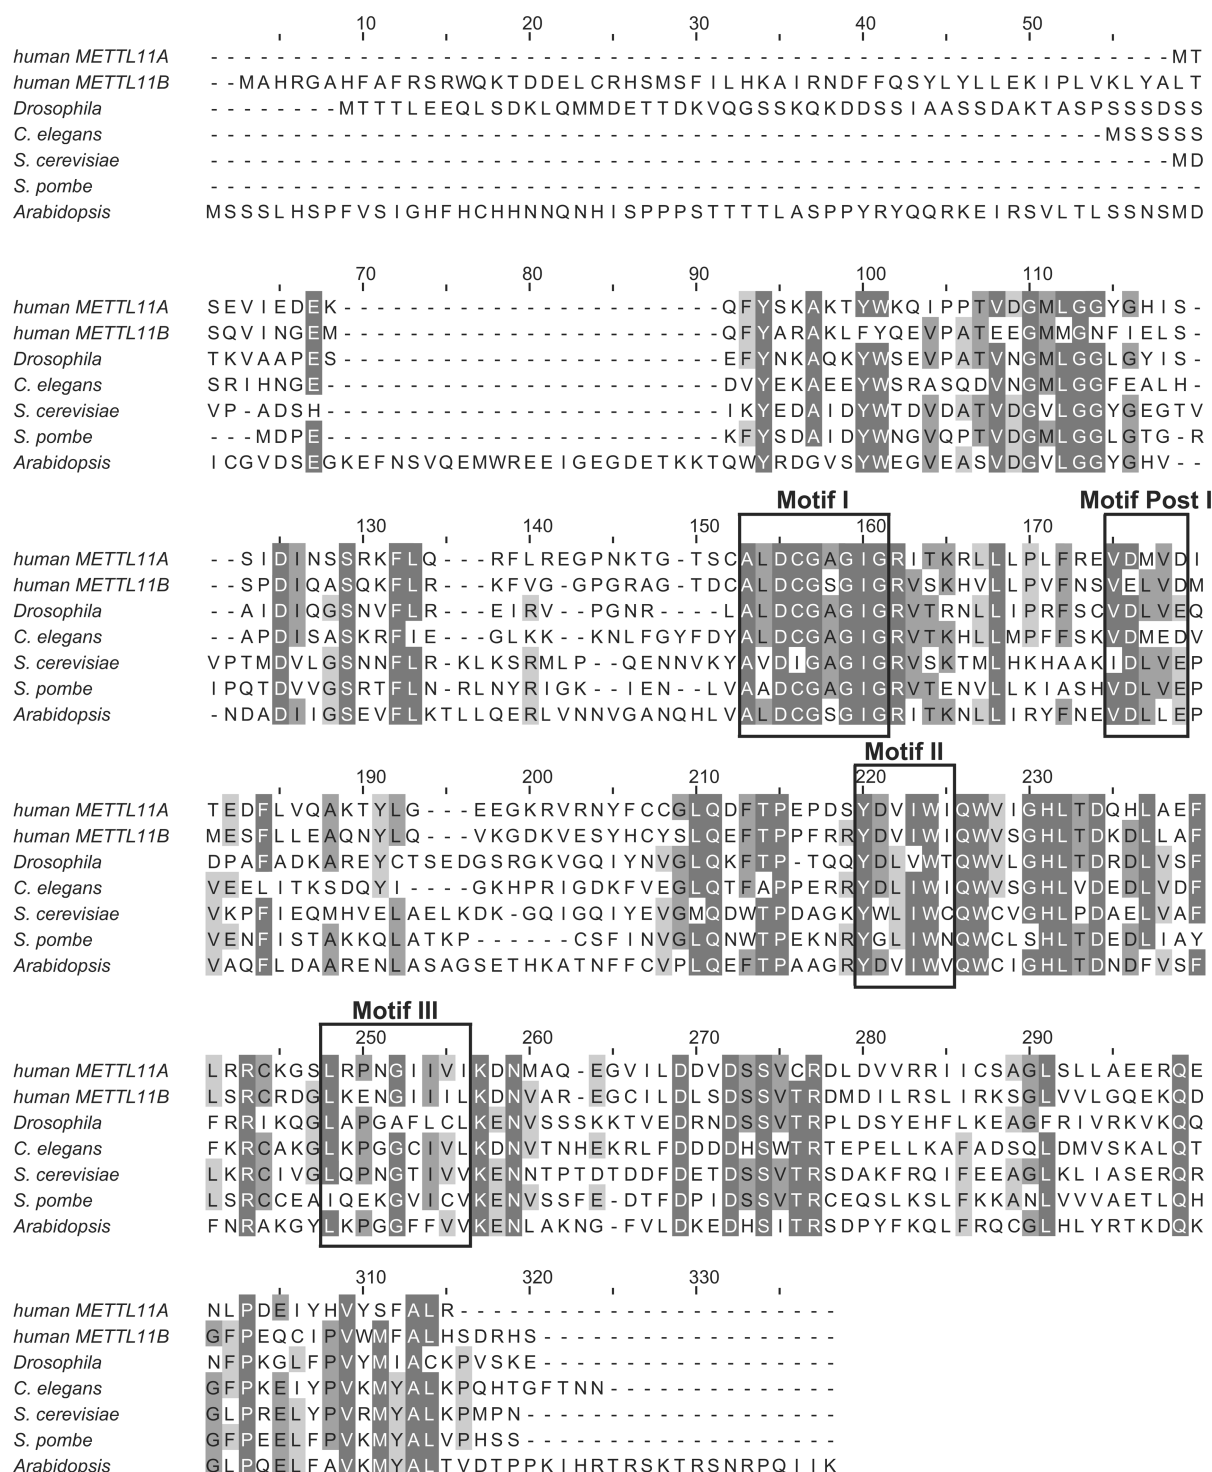 10 20 30 40 50
human METTL11A - - - - - - - - - - - - - - - - - - - - - - - - - - - - - - - - - - - - - - - - - - - - - - - - - - - - - - - - - - MT
human METTL11B - - MAHRGAHFAFRSRWQKTDDELCRHSMSFILHKAIRNDFFQSYLYLLEKIPLVKLYALT
Drosophila - - - - - - - - MTTTLEEQLSDKLQMMDETTDKVQGSSKQKDDSSIAASSDAKTASPSSSDSS
C. elegans - - - - - - - - - - - - - - - - - - - - - - - - - - - - - - - - - - - - - - - - - - - - - - - - - - - - - - MSSSSS
S. cerevisiae - - - - - - - - - - - - - - - - - - - - - - - - - - - - - - - - - - - - - - - - - - - - - - - - - - - - - - - - - - MD
S. pombe - - - - - - - - - - - - - - - - - - - - - - - - - - - - - - - - - - - - - - - - - - - - - - - - - - - - - - - - - - - -
Arabidopsis MSSSLHSPFVSIGHFHCHHNNQNHISPPPSTTTTLASPPYRYQQRKEIRSVLTLSSNSMD
70 80 90 100 110
human METTL11A SEVIEDEK-----------------------QFYSKAKTYWKQIPPTVDGMLGGYGHIS-
human METTL11B SQVINGEM-----------------------QFYARAKLFYQEVPATEEGMMGNFIELS-
Drosophila TKVAAPES-----------------------EFYNKAQKYWSEVPATVNGMLGGLGYIS-
C. elegans SRIHNGE------------------------DVYEKAEEYWSRASQDVNGMLGGFEALH-
S. cerevisiae VP-ADSH------------------------IKYEDAIDYWTDVDATVDGVLGGYGEGTV
S. pombe ---MDPE------------------------KFYSDAIDYWNGVQPTVDGMLGGLGTG-R
Arabidopsis ICGVDSEGKEFNSVQEMWREEIGEGDETKKTQWYRDGVSYWEGVEASVDGVLGGYGHV--
Motif I Motif Post I
130 140 150 160 170
human METTL11A --SIDINSSRKFLQ---RFLREGPNKTG-TSCALDCGAGIGRITKRLLLPLFREVDMVDI
human METTL11B --SPDIQASQKFLR---KFVG-GPGRAG-TDCALDCGSGIGRVSKHVLLPVFNSVELVDM
Drosophila --AIDIQGSNVFLR---EIRV--PGNR---LCALDCGAGIGRVTRNLLIPRFSCVDLVEQ
C. elegans --APDISASKRFIE---GLKK--KNLFGYFDYALDCGAGIGRVTKHLLMPFFSKVDMEDV
S. cerevisiae VPTMDVLGSNNFLR-KLKSRMLP--QENNVKYAVDIGAGIGRVSKTMLHKHAAKIDLVEP
S. pombe IPQTDVVGSRTFLN-RLNYRIGK--IEN--LVAADCGAGIGRVTENVLLKIASHVDLVEP
Arabidopsis -NDADIIGSEVFLKTLLQERLVNNVGANQHLVALDCGSGIGRITKNLLIRYFNEVDLLEP
Motif II
190 200 210 220 230
human METTL11A TEDFLVQAKTYLG---EEGKRVRNYFCCGLQDFTPEPDSYDVIWIQWVIGHLTDQHLAEF
human METTL11B MESFLLEAQNYLQ---VKGDKVESYHCYSLQEFTPPFRRYDVIWIQWVSGHLTDKDLLAF
Drosophila DPAFADKAREYCTSEDGSRGKVGQIYNVGLQKFTP-TQQYDLVWTQWVLGHLTDRDLVSF
C. elegans VEELITKSDQYI----GKHPRIGDKFVEGLQTFAPPERRYDLIWIQWVSGHLVDEDLVDF
S. cerevisiae VKPFIEQMHVELAELKDK-GQIGQIYEVGMQDWTPDAGKYWLIWCQWCVGHLPDAELVAF
S. pombe VENFISTAKKQLATKP------CSFINVGLQNWTPEKNRYGLIWNQWCLSHLTDEDLIAY
Arabidopsis VAQFLDAARENLASAGSETHKATNFFCVPLQEFTPAAGRYDVIWVQWCIGHLTDNDFVSF
Motif III
250 260 270 280 290
human METTL11A LRRCKGSLRPNGIIVIKDNMAQ-EGVILDDVDSSVCRDLDVVRRIICSAGLSLLAEERQE
human METTL11B LSRCRDGLKENGIIILKDNVAR-EGCILDLSDSSVTRDMDILRSLIRKSGLVVLGQEKQD
Drosophila FRRIKQGLAPGAFLCLKENVSSSKKTVEDRNDSSVTRPLDSYEHFLKEAGFRIVRKVKQQ
C. elegans FKRCAKGLKPGGCIVLKDNVTNHEKRLFDDDDHSWTRTEPELLKAFADSQLDMVSKALQT
S. cerevisiae LKRCIVGLQPNGTIVVKENNTPTDTDDFDETDSSVTRSDAKFRQIFEEAGLKLIASERQR
S. pombe LSRCCEAIQEKGVICVKENVSSFE-DTFDPIDSSVTRCEQSLKSLFKKANLVVVAETLQH
Arabidopsis FNRAKGYLKPGGFFVVKENLAKNG-FVLDKEDHSITRSDPYFKQLFRQCGLHLYRTKDQK
310 320 330
human METTL11A NLPDEIYHVYSFALR-----------------------
human METTL11B GFPEQCIPVWMFALHSDRHS------------------
Drosophila NFPKGLFPVYMIACKPVSKE------------------
C. elegans GFPKEIYPVKMYALKPQHTGFTNN--------------
S. cerevisiae GLPRELYPVRMYALKPMPN-------------------
S. pombe GFPEELFPVKMYALVPHSS-------------------
Arabidopsis GLPQELFAVKMYALTVDTPPKIHRTRSKTRSNRPQIIK